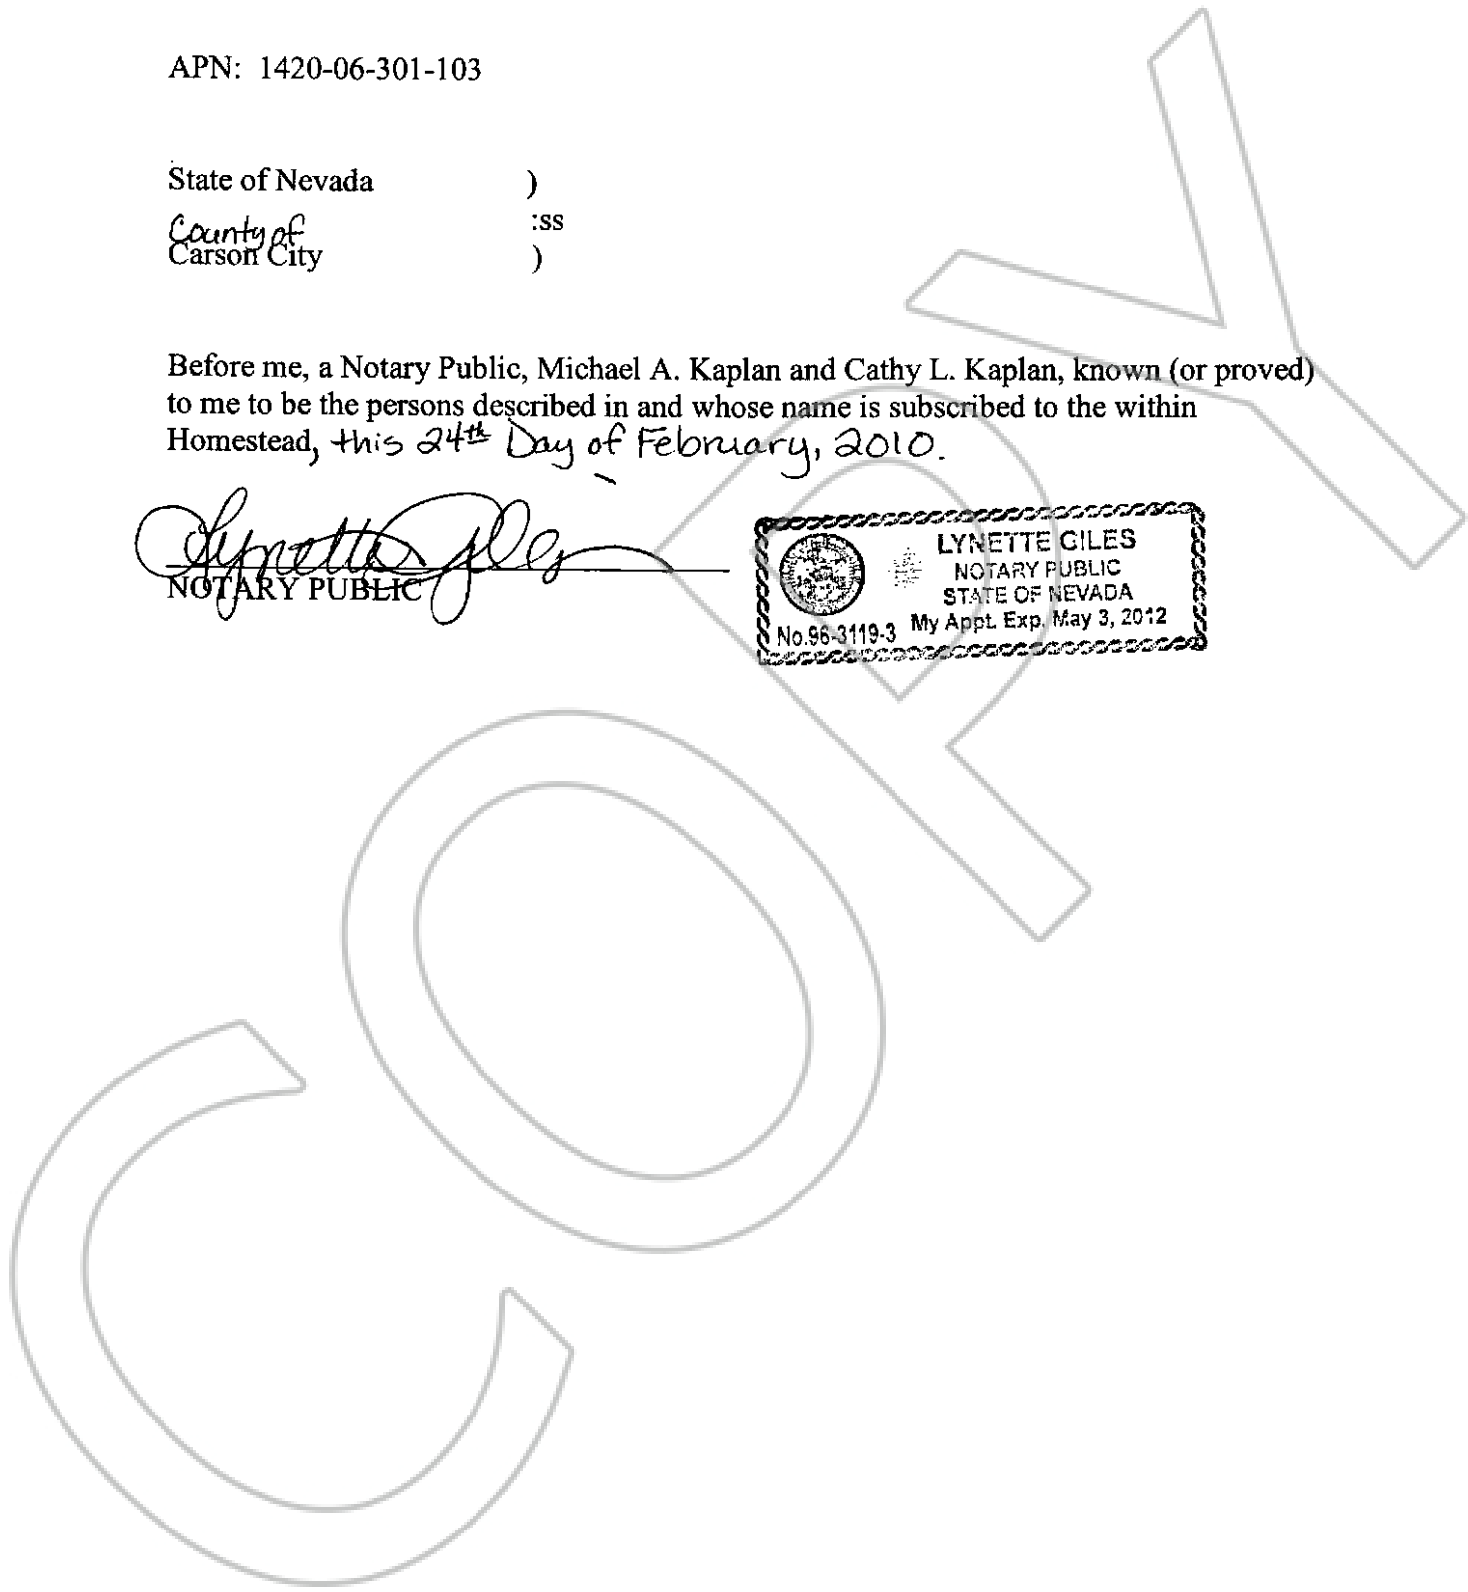 APN: 1420-06-301-103
State of Nevada )
County of :ss
Carson City )
Before me, a Notary Public, Michael A. Kaplan and Cathy L. Kaplan, known (or proved)
to me to be the persons described in and whose name is subscribed to the within
Homestead, this 24th Day of February, 2010.
Lynette Giles
NOTARY PUBLIC
LYNETTE GILES
NOTARY PUBLIC
STATE OF NEVADA
No.96-3119-3 My Appt. Exp. May 3, 2012
COPY